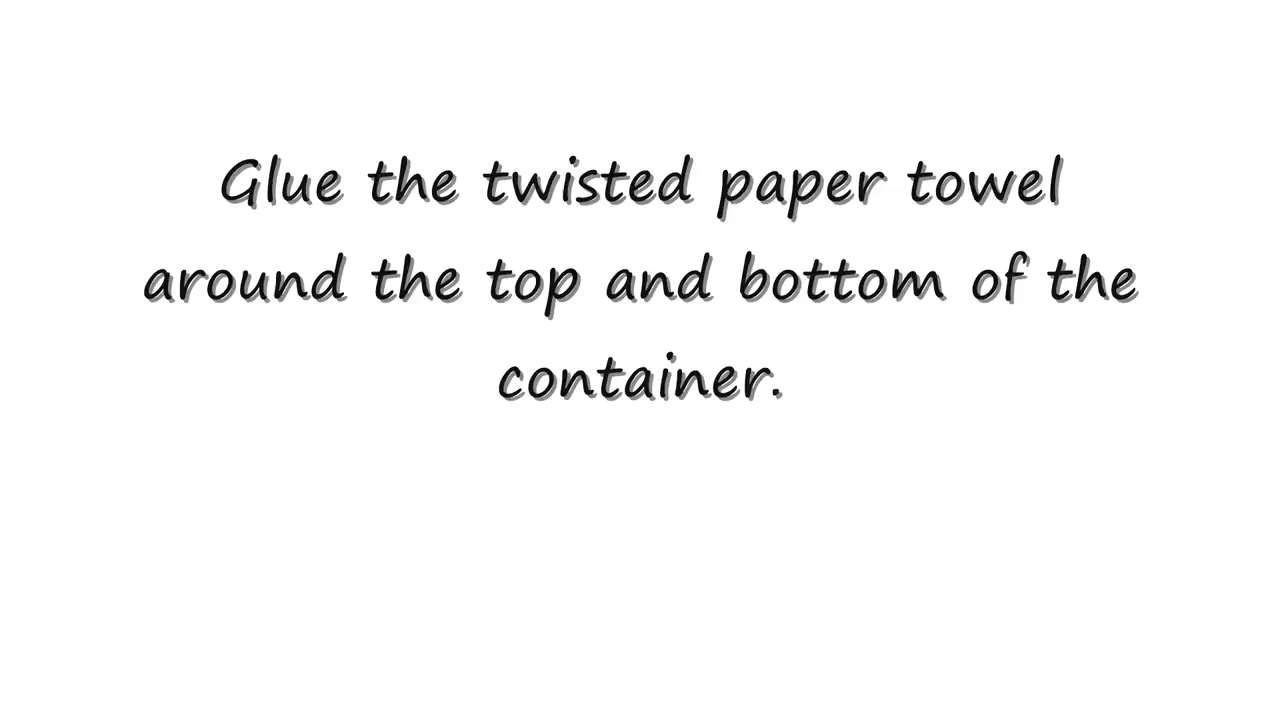 Glue the twisted paper towel
around the top and bottom of the
container.